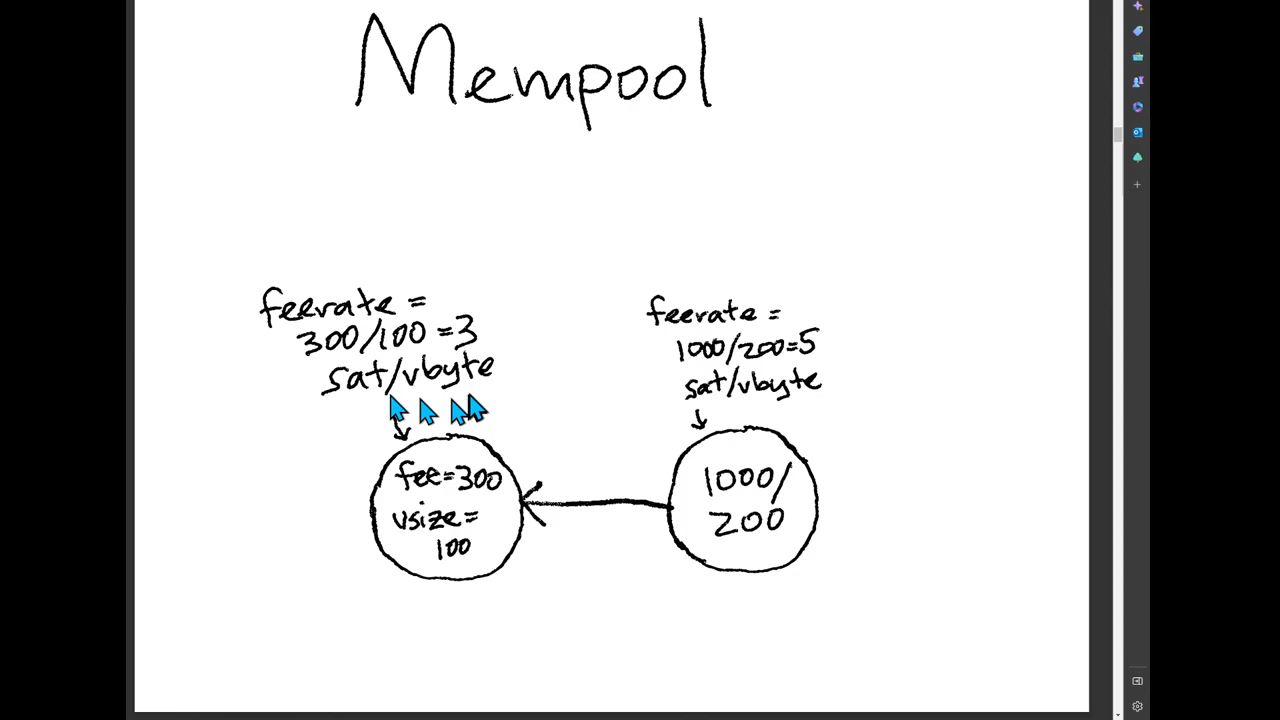 Mempool
feerate =
300/100 =3
sat/vbyte
feerate =
1000/200=5
sat/vbyte
fee=300
vsize=
100
1000/
200